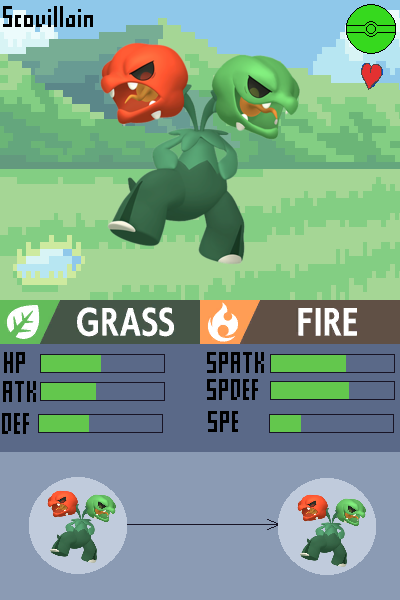 Scovillain
GRASS FIRE
HP SPATK
ATK SPDEF
DEF SPE